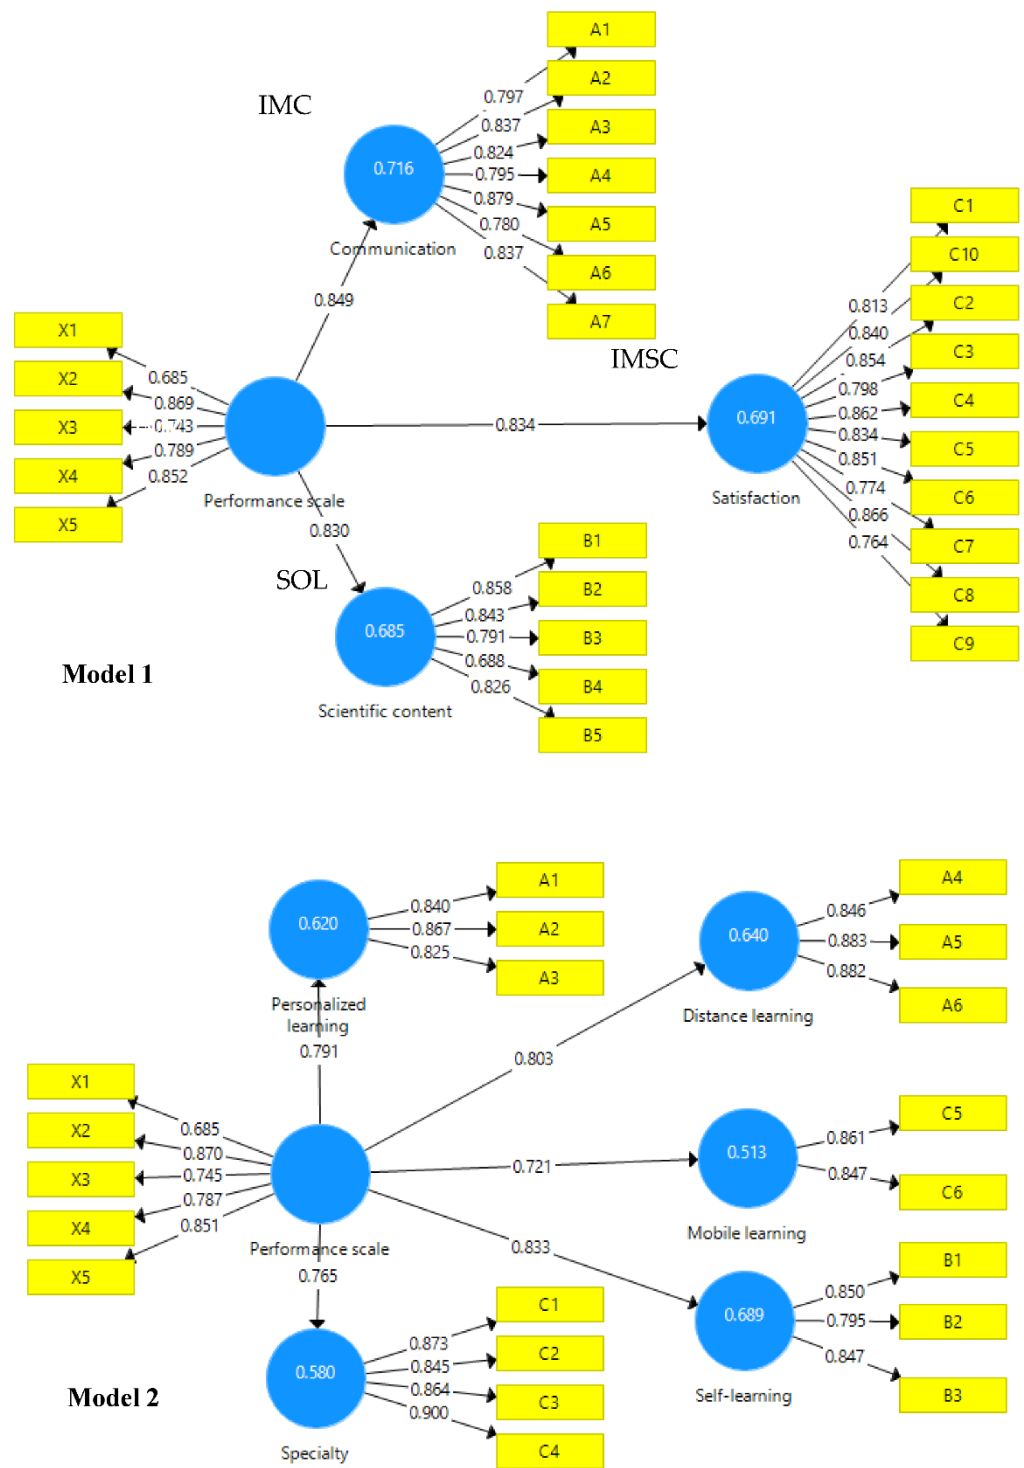 A1
A2
A3
A4
A5
A6
A7
IMC
0.797
0.837
0.824
0.795
0.879
0.780
0.837
0.716
Communication
0.849
C1
C10
C2
C3
C4
C5
C6
C7
C8
C9
IMSC
0.813
0.840
0.854
0.798
0.862
0.834
0.851
0.774
0.866
0.764
0.691
Satisfaction
0.834
X1
X2
X3
X4
X5
0.685
0.869
0.743
0.789
0.852
Performance scale
0.830
SOL
0.685
Scientific content
0.858
0.843
0.791
0.688
0.826
B1
B2
B3
B4
B5
Model 1
0.620
Personalized
learning
0.791
0.840
0.867
0.825
A1
A2
A3
0.640
Distance learning
0.803
0.846
0.883
0.882
A4
A5
A6
X1
X2
X3
X4
X5
0.685
0.870
0.745
0.787
0.851
Performance scale
0.765
0.721
0.513
Mobile learning
0.861
0.847
C5
C6
0.833
0.689
Self-learning
0.850
0.795
0.847
B1
B2
B3
0.580
Specialty
0.873
0.845
0.864
0.900
C1
C2
C3
C4
Model 2